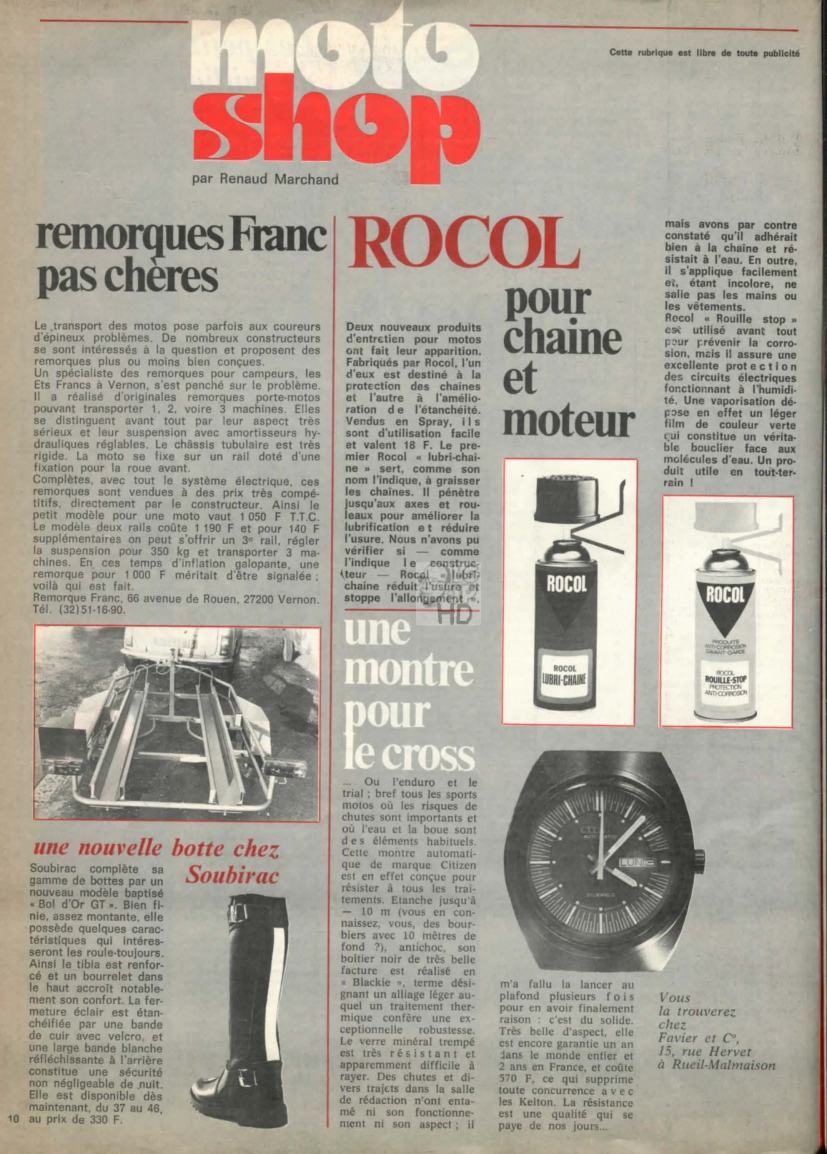 moto
shop
Cette rubrique est libre de toute publicité
par Renaud Marchand
remorques Franc
pas chères
Le transport des motos pose parfois aux coureurs
d'épineux problèmes. De nombreux constructeurs
se sont intéressés à la question et proposent des
remorques plus ou moins bien conçues.
Un spécialiste des remorques pour campeurs, les
Ets Francs à Vernon, s'est penché sur le problème.
Il a réalisé d'originales remorques porte-motos
pouvant transporter 1, 2, voire 3 machines. Elles
se distinguent avant tout par leur aspect très
sérieux et leur suspension avec amortisseurs hy-
drauliques réglables. Le châssis tubulaire est très
rigide. La moto se fixe sur un rail doté d'une
fixation pour la roue avant.
Complètes, avec tout le système électrique, ces
remorques sont vendues à des prix très compé-
titifs, directement par le constructeur. Ainsi le
petit modèle pour une moto vaut 1 050 F T.T.C.
Le modèle deux rails coûte 1 190 F et pour 140 F
supplémentaires on peut s'offrir un 3e rail, régler
la suspension pour 350 kg et transporter 3 ma-
chines. En ces temps d'inflation galopante, une
remorque pour 1 000 F méritait d'être signalée ;
voilà qui est fait.
Remorque Franc, 66 avenue de Rouen, 27200 Vernon.
Tél. (32) 51-16-90.
une nouvelle botte chez
Soubirac
Soubirac complète sa
gamme de bottes par un
nouveau modèle baptisé
« Bol d'Or GT ». Bien fi-
nie, assez montante, elle
possède quelques carac-
téristiques qui intéres-
seront les roule-toujours.
Ainsi le tibia est renfor-
cé et un bourrelet dans
le haut accroît notable-
ment son confort. La fer-
meture éclair est étan-
chéifiée par une bande
de cuir avec velcro, et
une large bande blanche
réfléchissante à l'arrière
constitue une sécurité
non négligeable de nuit.
Elle est disponible dès
maintenant, du 37 au 46,
au prix de 330 F.
10
ROCOL
pour
chaine
et
moteur
Deux nouveaux produits
d'entretien pour motos
ont fait leur apparition.
Fabriqués par Rocol, l'un
d'eux est destiné à la
protection des chaines
et l'autre à l'amélio-
ration de l'étanchéité.
Vendus en Spray, ils
sont d'utilisation facile
et valent 18 F. Le pre-
mier Rocol « lubri-chai-
ne » sert, comme son
nom l'indique, à graisser
les chaines. Il pénètre
jusqu'aux axes et rou-
leaux pour améliorer la
lubrification et réduire
l'usure. Nous n'avons pu
vérifier si — comme
l'indique le construc-
teur — Rocol « lubri-
chaine réduit l'usure et
stoppe l'allongement »,
mais avons par contre
constaté qu'il adhérait
bien à la chaîne et ré-
sistait à l'eau. En outre,
il s'applique facilement
et, étant incolore, ne
salie pas les mains ou
les vêtements.
Rocol « Rouille stop »
est utilisé avant tout
pour prévenir la corro-
sion, mais il assure une
excellente protection
des circuits électriques
fonctionnant à l'humidi-
té. Une vaporisation dé-
pose en effet un léger
film de couleur verte
qui constitue un vérita-
ble bouclier face aux
molécules d'eau. Un pro-
duit utile en tout-ter-
rain !
ROCOL
ROCOL
LUBRI-CHAINE
ROCOL
PRODUITS
ANTI-CORROSION
D'AVANT-GARDE
ROCOL
ROUILLE-STOP
PROTECTION
ANTI-CORROSION
HD
une
montre
pour
le cross
... Ou l'enduro et le
trial ; bref tous les sports
motos où les risques de
chutes sont importants et
où l'eau et la boue sont
des éléments habituels.
Cette montre automati-
que de marque Citizen
est en effet conçue pour
résister à tous les trai-
tements. Etanche jusqu'à
— 10 m (vous en con-
naissez, vous, des bour-
biers avec 10 mètres de
fond ?), antichoc, son
boîtier noir de très belle
facture est réalisé en
« Blackie », terme dési-
gnant un alliage léger au-
quel un traitement ther-
mique confère une ex-
ceptionnelle robustesse.
Le verre minéral trempé
est très résistant et
apparemment difficile à
rayer. Des chutes et di-
vers trajets dans la salle
de rédaction n'ont enta-
mé ni son fonctionne-
ment ni son aspect ; il
m'a fallu la lancer au
plafond plusieurs fois
pour en avoir finalement
raison : c'est du solide.
Très belle d'aspect, elle
est encore garantie un an
dans le monde entier et
2 ans en France, et coûte
570 F, ce qui supprime
toute concurrence avec
les Kelton. La résistance
est une qualité qui se
paye de nos jours...
Vous
la trouverez
chez
Favier et Cie,
15, rue Hervet
à Rueil-Malmaison